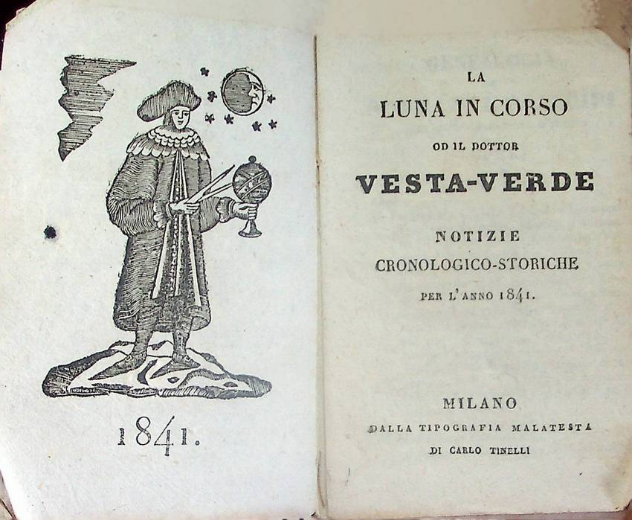 1841.
LA
LUNA IN CORSO
OD IL DOTTOR
VESTA-VERDE
NOTIZIE
CRONOLOGICO-STORICHE
PER L'ANNO 1841.
MILANO
DALLA TIPOGRAFIA MALATESTA
DI CARLO TINELLI